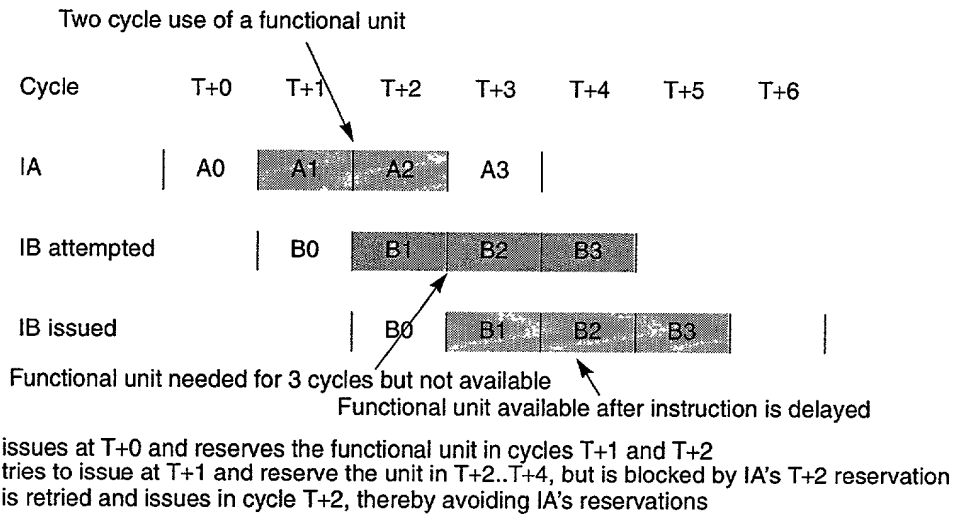 Two cycle use of a functional unit
Cycle T+0 T+1 T+2 T+3 T+4 T+5 T+6
IA A0 A1 A2 A3
IB attempted B0 B1 B2 B3
IB issued B0 B1 B2 B3
Functional unit needed for 3 cycles but not available
Functional unit available after instruction is delayed
issues at T+0 and reserves the functional unit in cycles T+1 and T+2
tries to issue at T+1 and reserve the unit in T+2..T+4, but is blocked by IA's T+2 reservation
is retried and issues in cycle T+2, thereby avoiding IA's reservations